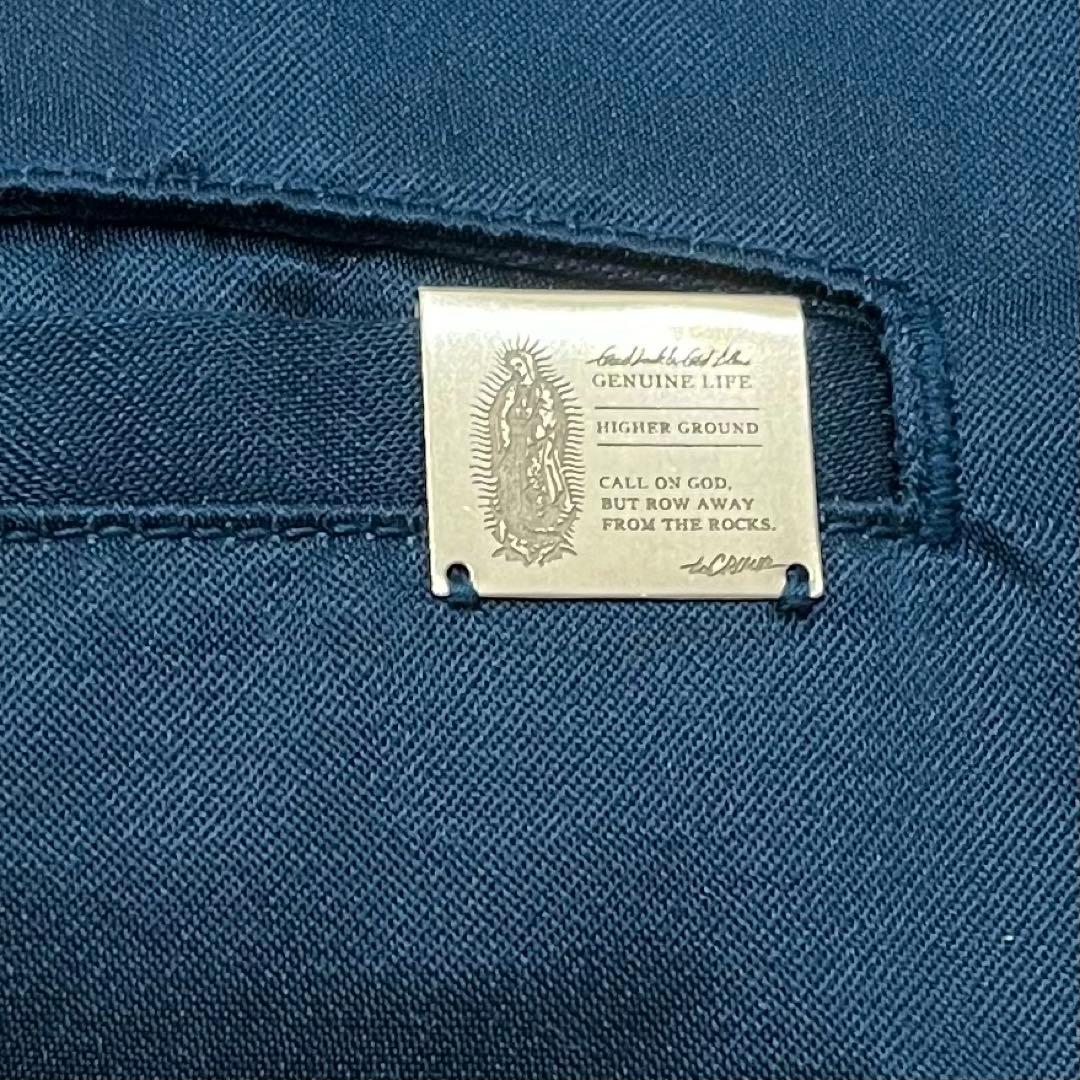 GENUINE LIFE
HIGHER GROUND
CALL ON GOD,
BUT ROW AWAY
FROM THE ROCKS.